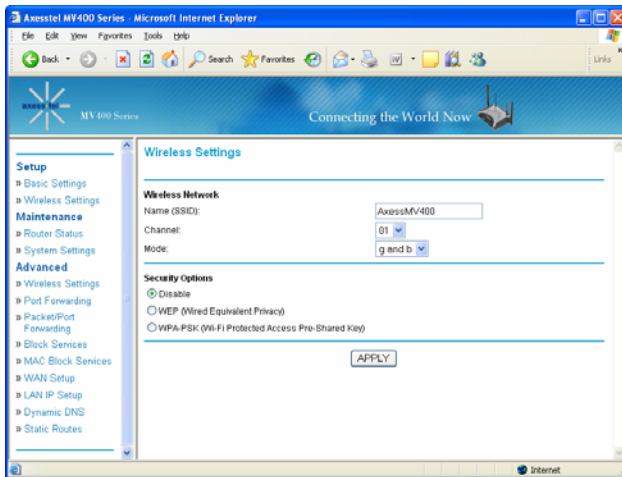 Axesstel MV400 Series - Microsoft Internet Explorer
File Edit View Favorites Tools Help
Back Search Favorites Links
axesstel
MV400 Series
Connecting the World Now
Setup
Basic Settings
Wireless Settings
Maintenance
Router Status
System Settings
Advanced
Wireless Settings
Port Forwarding
Packet/Port
Forwarding
Block Services
MAC Block Services
WAN Setup
LAN IP Setup
Dynamic DNS
Static Routes
Wireless Settings
Wireless Network
Name (SSID): AxessMV400
Channel: 01
Mode: g and b
Security Options
Disable
WEP (Wired Equivalent Privacy)
WPA-PSK (Wi-Fi Protected Access Pre-Shared Key)
APPLY
Internet